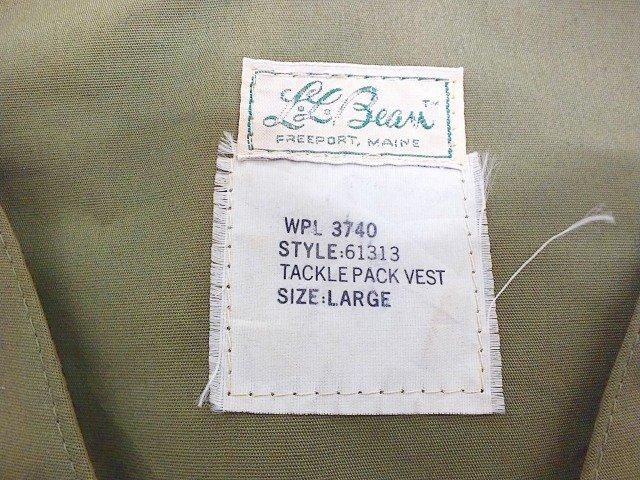 L.L. Bean™
FREEPORT, MAINE
WPL 3740
STYLE:61313
TACKLE PACK VEST
SIZE:LARGE